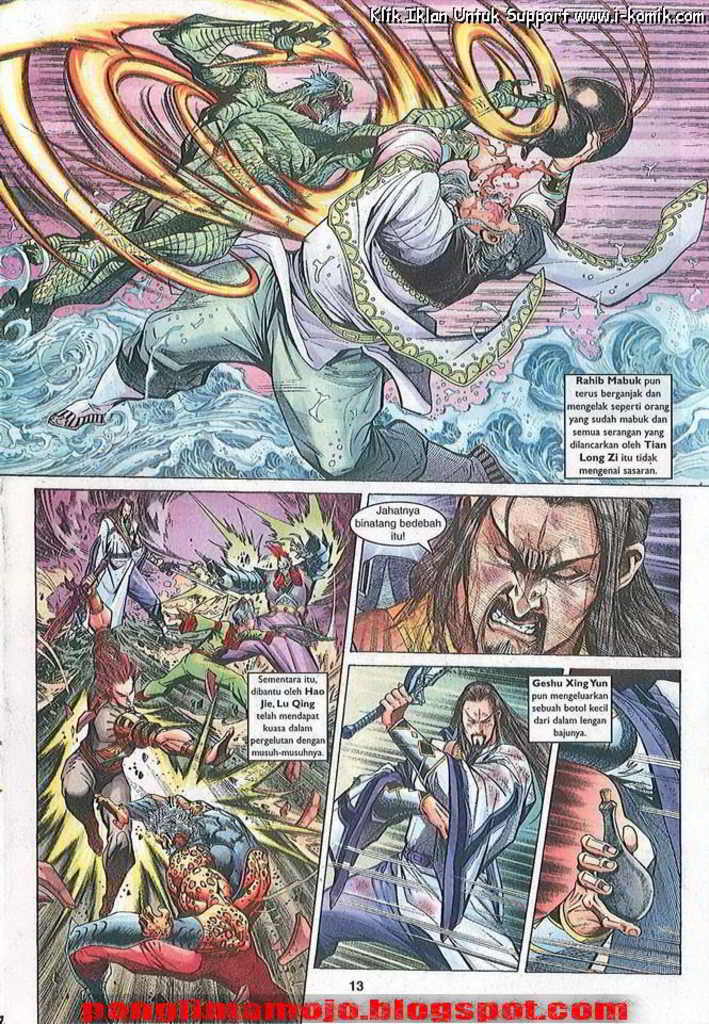 Klik Iklan Untuk Support www.i-komik.com
Rahib Mabuk pun
terus berganjak dan
mengelak seperti orang
yang sudah mabuk dan
semua serangan yang
dilancarkan oleh Tian
Long Zi itu tidak
mengenai sasaran.
Jahatnya
binatang bedebah
itu!
Sementara itu,
dibantu oleh Hao
Jie, Lu Qing
telah mendapat
kuasa dalam
pergelutan dengan
musuh-musuhnya.
Geshu Xing Yun
pun mengeluarkan
sebuah botol kecil
dari dalam lengan
bajunya.
13
panglimamojo.blogspot.com